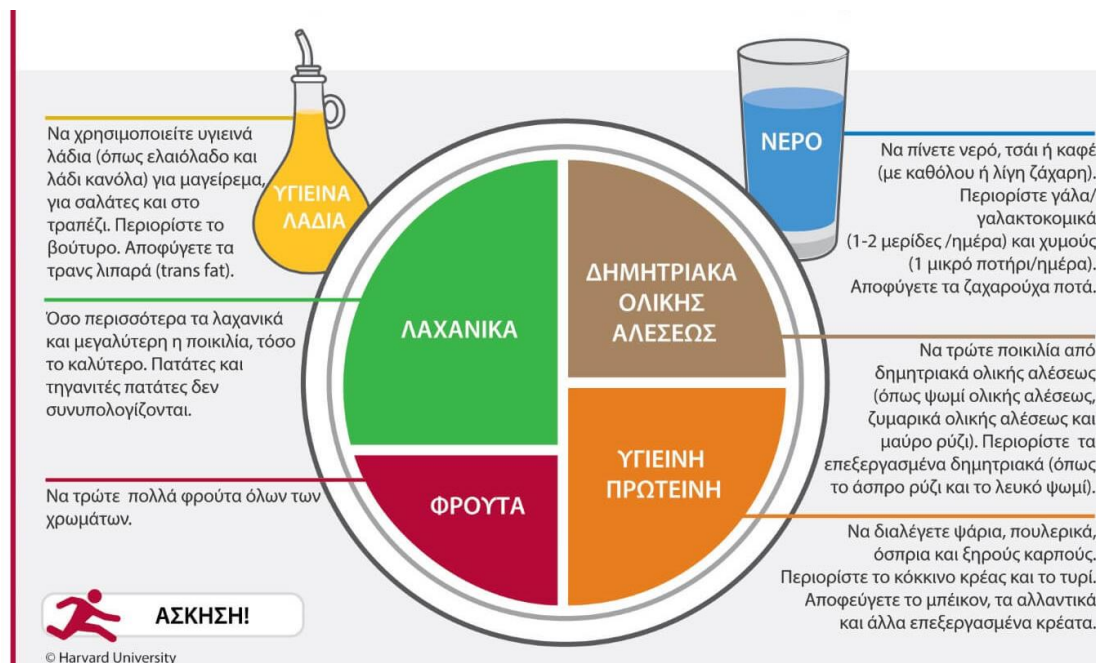 Να χρησιμοποιείτε υγιεινά
λάδια (όπως ελαιόλαδο και
λάδι κανόλα) για μαγείρεμα,
για σαλάτες και στο
τραπέζι. Περιορίστε το
βούτυρο. Αποφύγετε τα
τρανς λιπαρά (trans fat).
ΥΓΙΕΙΝΑ
ΛΑΔΙΑ
Όσο περισσότερα τα λαχανικά
και μεγαλύτερη η ποικιλία, τόσο
το καλύτερο. Πατάτες και
τηγανιτές πατάτες δεν
συνυπολογίζονται.
Να τρώτε πολλά φρούτα όλων των
χρωμάτων.
ΛΑΧΑΝΙΚΑ
ΦΡΟΥΤΑ
ΔΗΜΗΤΡΙΑΚΑ
ΟΛΙΚΗΣ
ΑΛΕΣΕΩΣ
ΥΓΙΕΙΝΗ
ΠΡΩΤΕΙΝΗ
ΝΕΡΟ
Να πίνετε νερό, τσάι ή καφέ
(με καθόλου ή λίγη ζάχαρη).
Περιορίστε γάλα/
γαλακτοκομικά
(1-2 μερίδες /ημέρα) και χυμούς
(1 μικρό ποτήρι/ημέρα).
Αποφύγετε τα ζαχαρούχα ποτά.
Να τρώτε ποικιλία από
δημητριακά ολικής αλέσεως
(όπως ψωμί ολικής αλέσεως,
ζυμαρικά ολικής αλέσεως και
μαύρο ρύζι). Περιορίστε τα
επεξεργασμένα δημητριακά (όπως
το άσπρο ρύζι και το λευκό ψωμί).
Να διαλέγετε ψάρια, πουλερικά,
όσπρια και ξηρούς καρπούς.
Περιορίστε το κόκκινο κρέας και το τυρί.
Αποφεύγετε το μπέικον, τα αλλαντικά
και άλλα επεξεργασμένα κρέατα.
ΑΣΚΗΣΗ!
© Harvard University